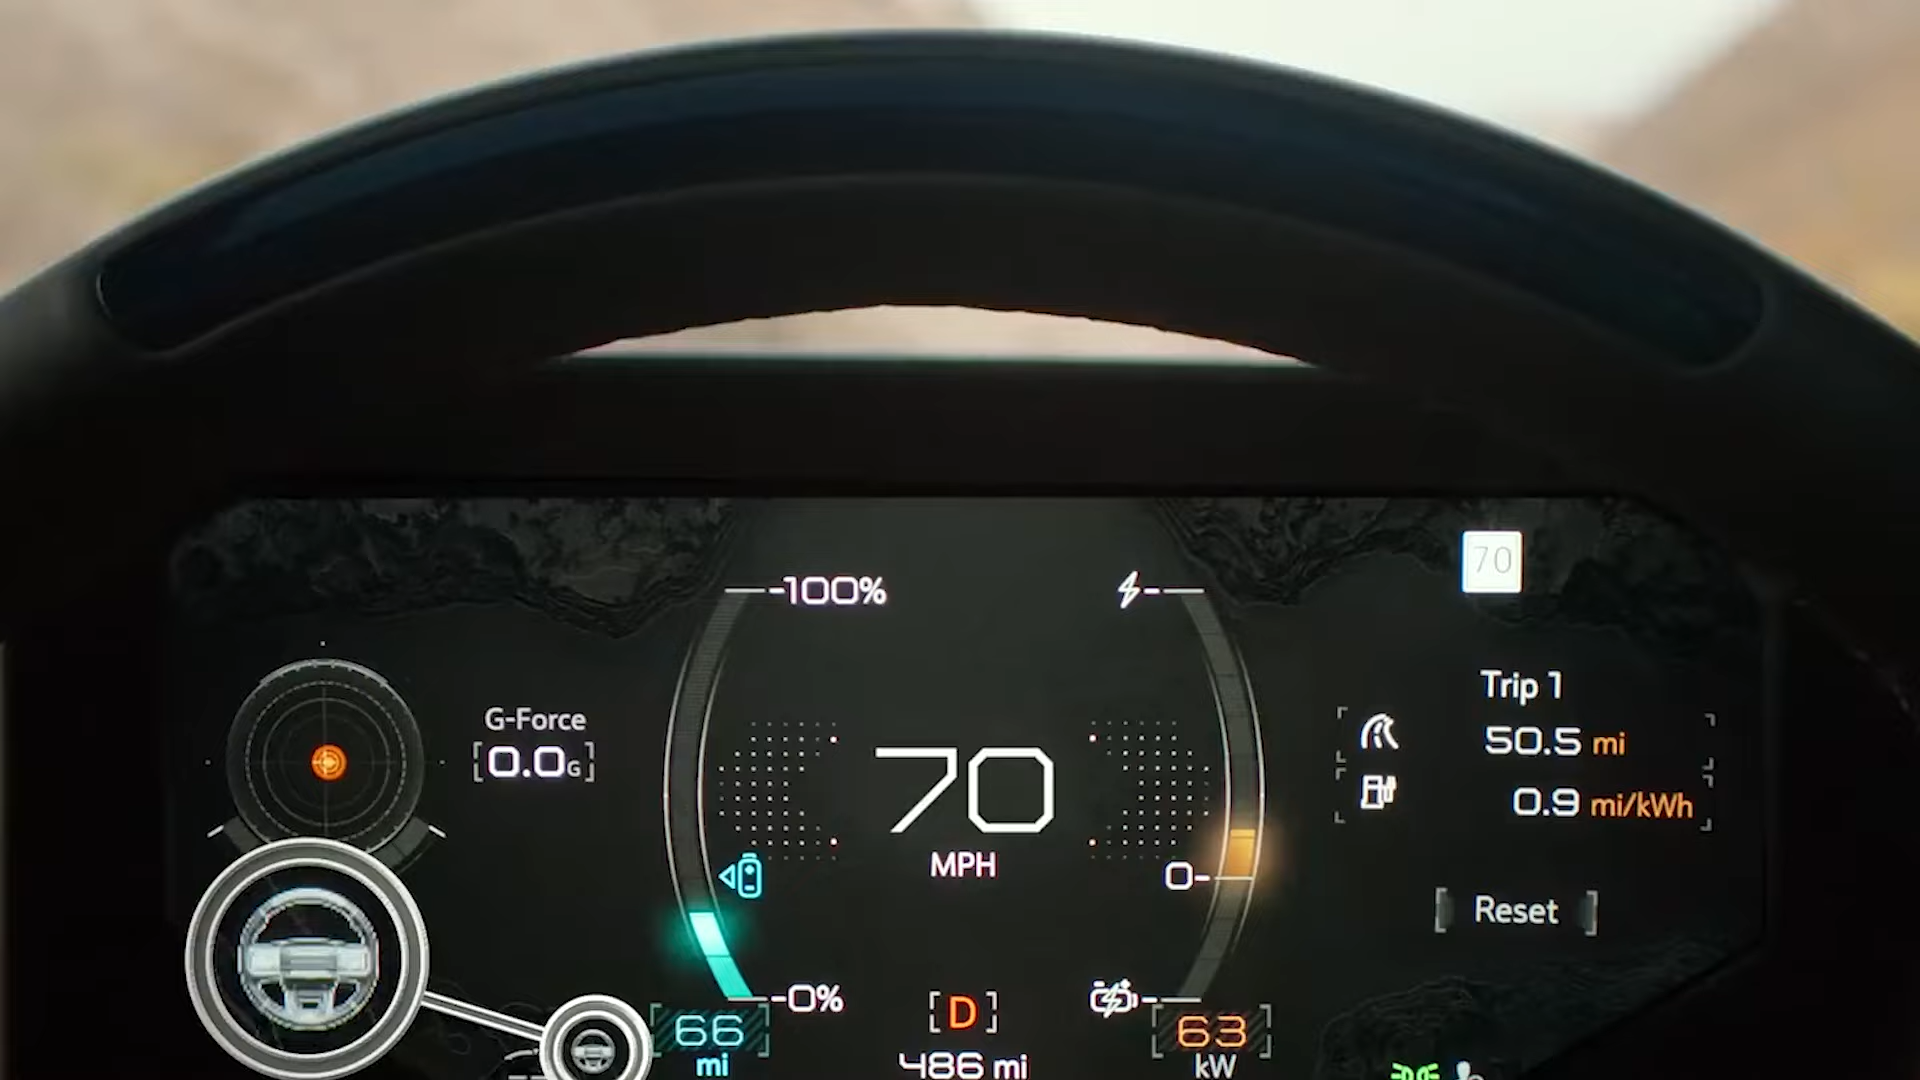 70
100%
G-Force
0.0G
70
MPH
0
0%
D
66
mi
486 mi
63
kW
Trip 1
50.5 mi
0.9 mi/kWh
Reset